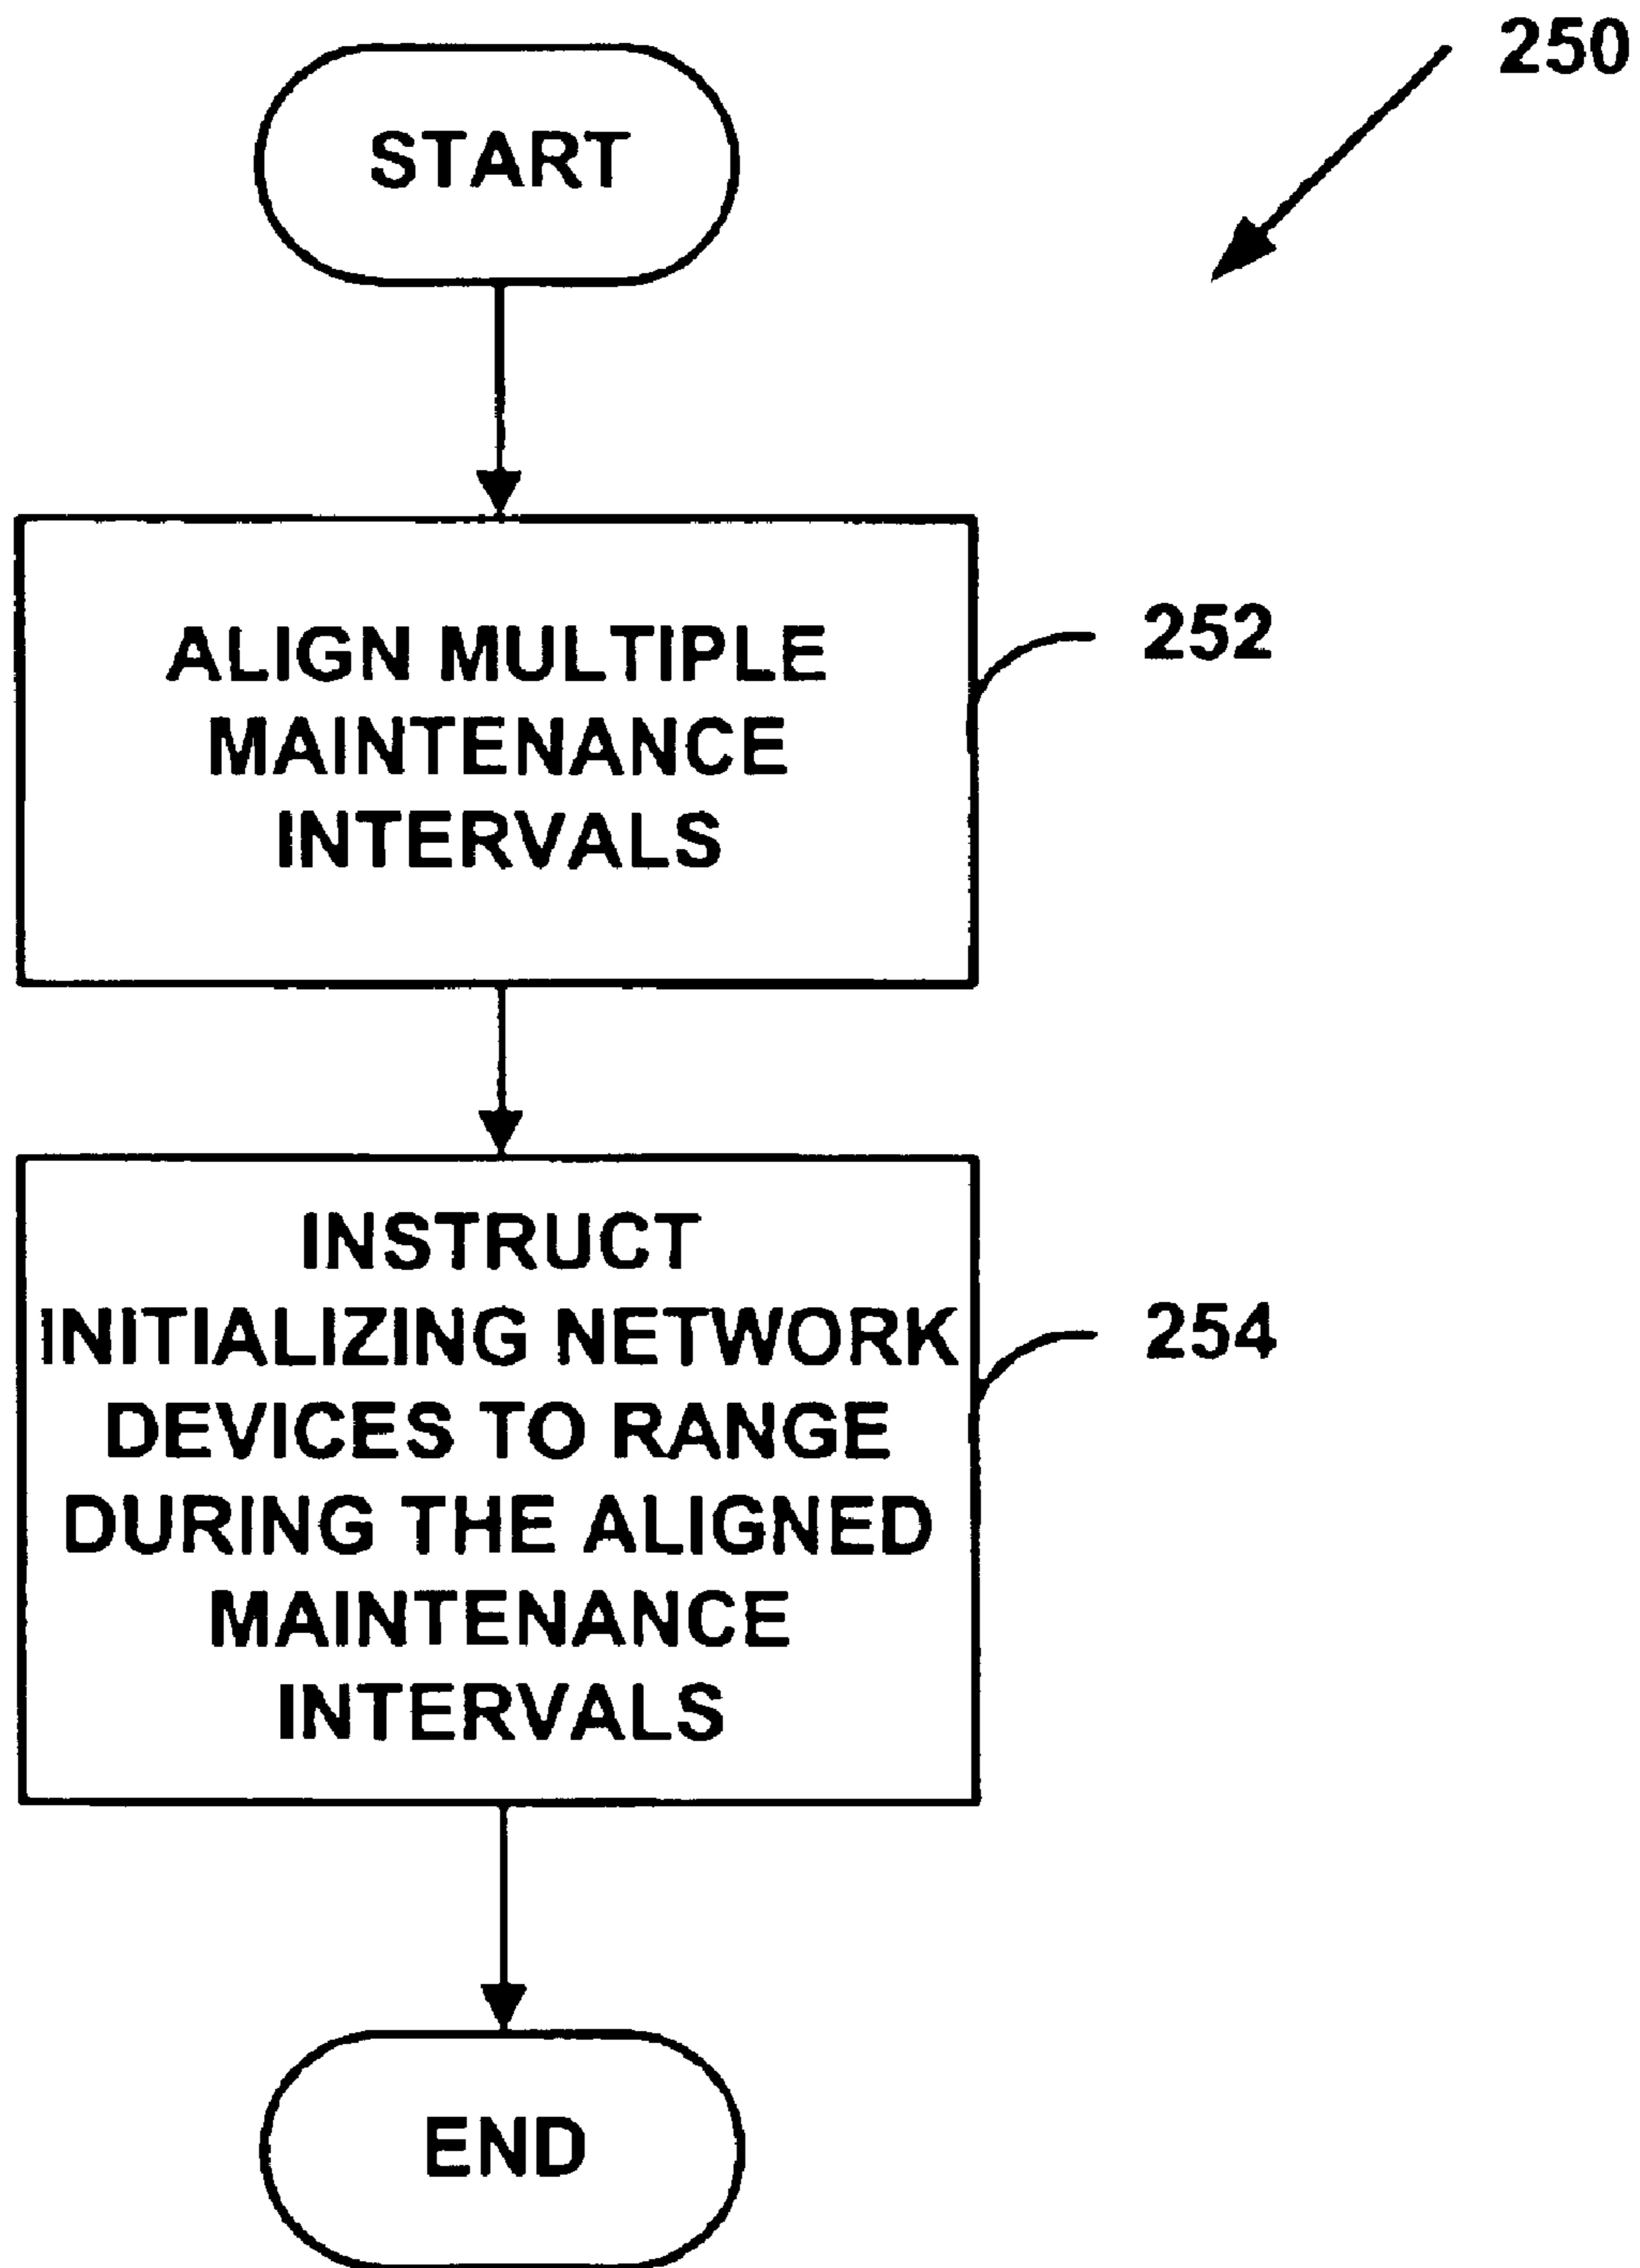 250
START
ALIGN MULTIPLE
MAINTENANCE
INTERVALS
252
INSTRUCT
INITIALIZING NETWORK
DEVICES TO RANGE
DURING THE ALIGNED
MAINTENANCE
INTERVALS
254
END